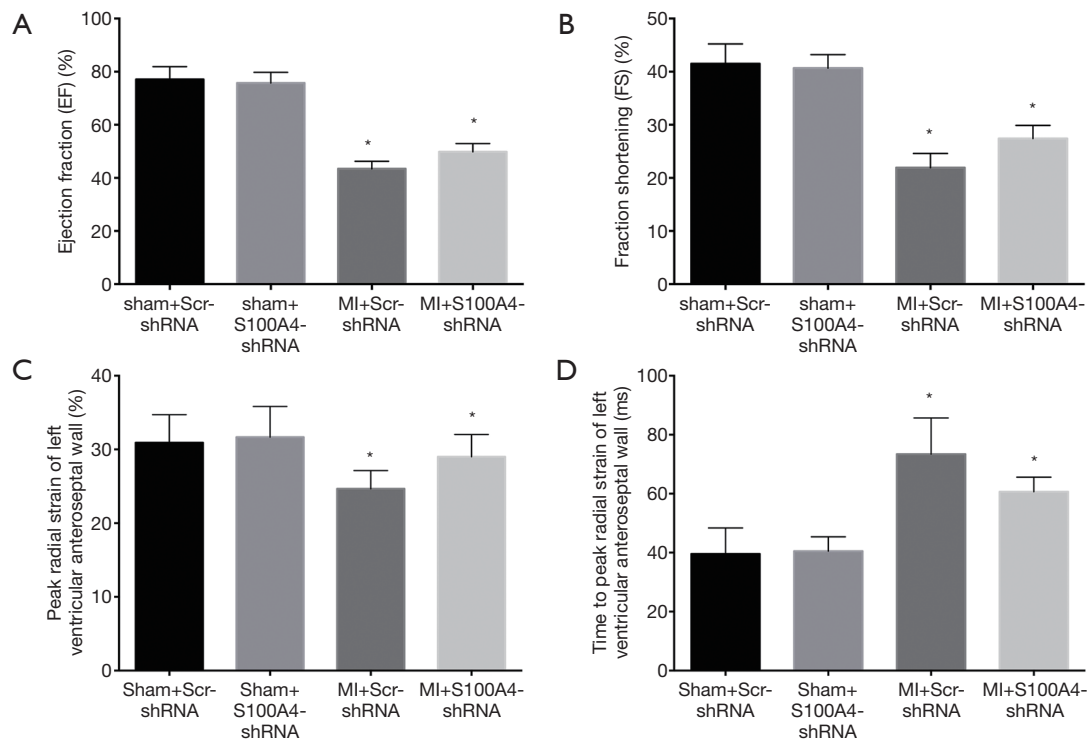 A
Ejection fraction (EF) (%)
100
80
60
40
20
0
*
*
sham+Scr-
shRNA
sham+
S100A4-
shRNA
MI+Scr-
shRNA
MI+S100A4-
shRNA
B
Fraction shortening (FS) (%)
50
40
30
20
10
0
*
*
sham+Scr-
shRNA
sham+
S100A4-
shRNA
MI+Scr-
shRNA
MI+S100A4-
shRNA
C
Peak radial strain of left
ventricular anteroseptal wall (%)
40
30
20
10
0
*
*
Sham+Scr-
shRNA
Sham+
S100A4-
shRNA
MI+Scr-
shRNA
MI+S100A4-
shRNA
D
Time to peak radial strain of left
ventricular anteroseptal wall (ms)
100
80
60
40
20
0
*
*
Sham+Scr-
shRNA
Sham+
S100A4-
shRNA
MI+Scr-
shRNA
MI+S100A4-
shRNA